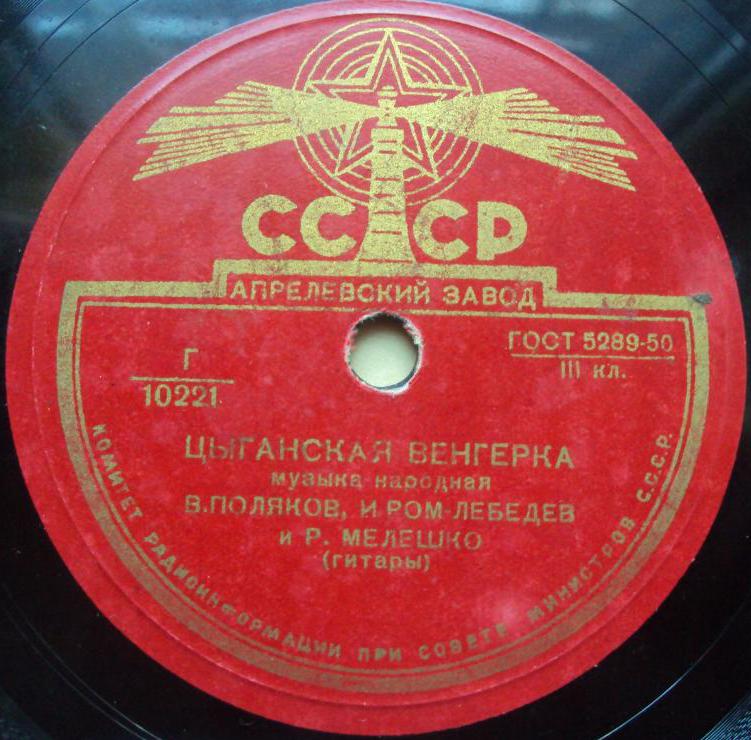 СССР
АПРЕЛЕВСКИЙ ЗАВОД
Г
10221
ГОСТ 5289-50
III кл.
ЦЫГАНСКАЯ ВЕНГЕРКА
музыка народная
В.ПОЛЯКОВ, И РОМ-ЛЕБЕДЕВ
и Р. МЕЛЕШКО
(гитары)
КОМИТЕТ РАДИОИНФОРМАЦИИ ПРИ СОВЕТЕ МИНИСТРОВ С.С.С.Р.